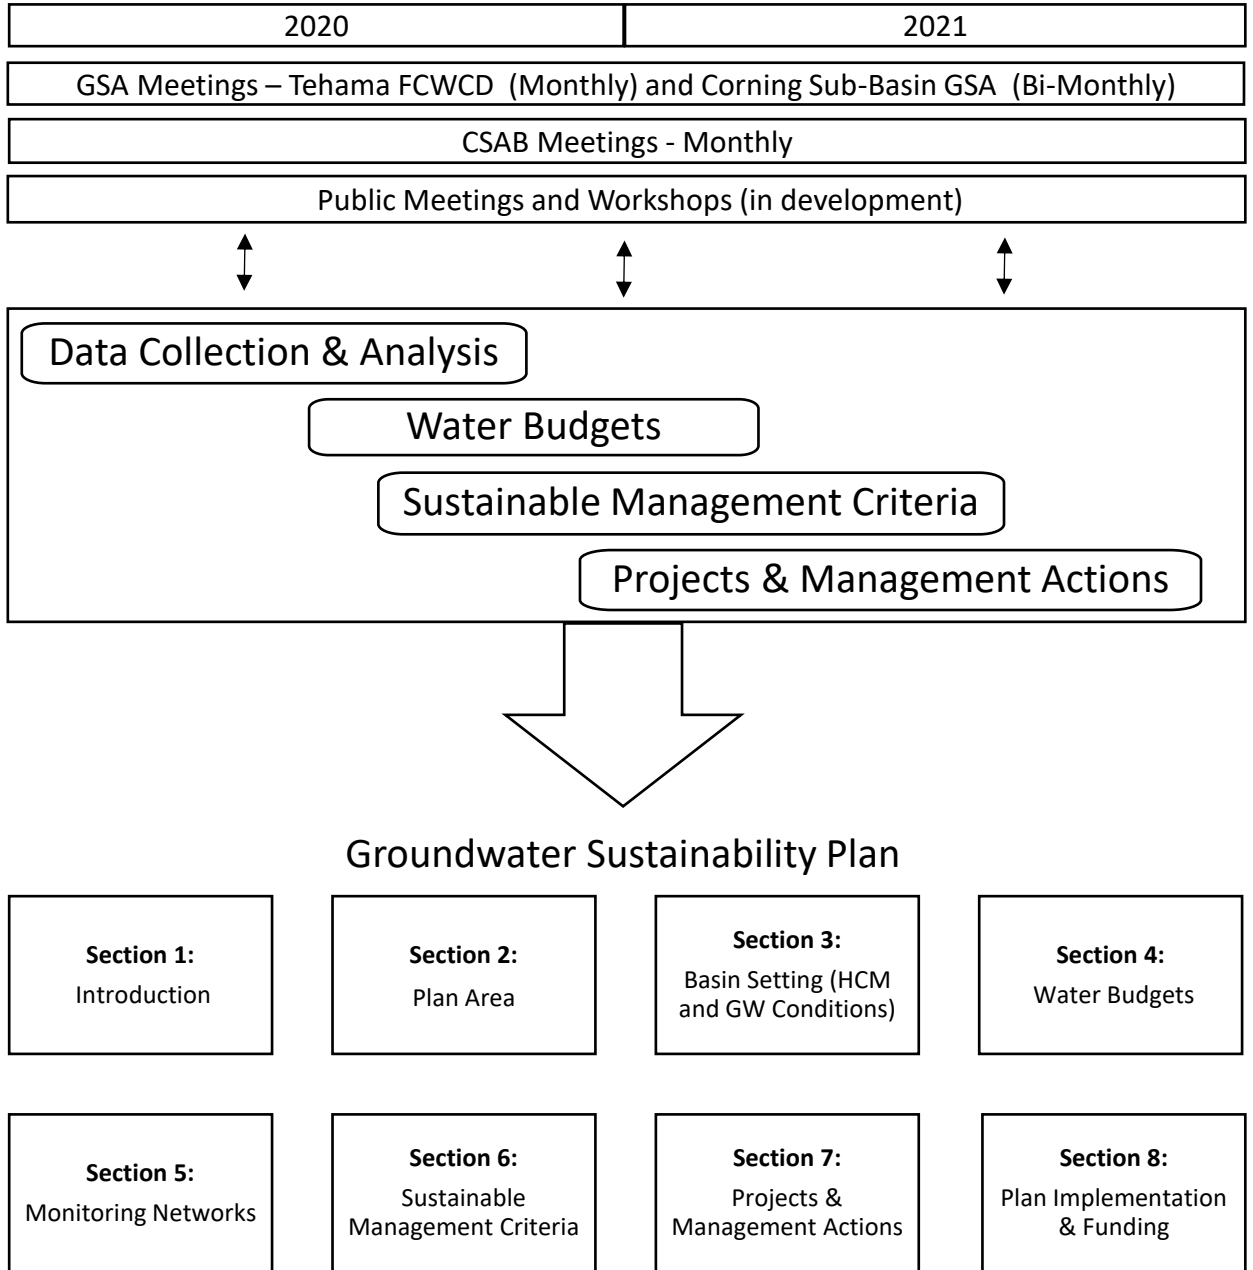 2020
2021
GSA Meetings – Tehama FCWCD  (Monthly) and Corning Sub-Basin GSA  (Bi-Monthly)
CSAB Meetings - Monthly
Public Meetings and Workshops (in development)
Data Collection & Analysis
Water Budgets
Sustainable Management Criteria
Projects & Management Actions
Groundwater Sustainability Plan
Section 1:
Introduction
Section 2:
Plan Area
Section 3:
Basin Setting (HCM
and GW Conditions)
Section 4:
Water Budgets
Section 5:
Monitoring Networks
Section 6:
Sustainable
Management Criteria
Section 7:
Projects &
Management Actions
Section 8:
Plan Implementation
& Funding